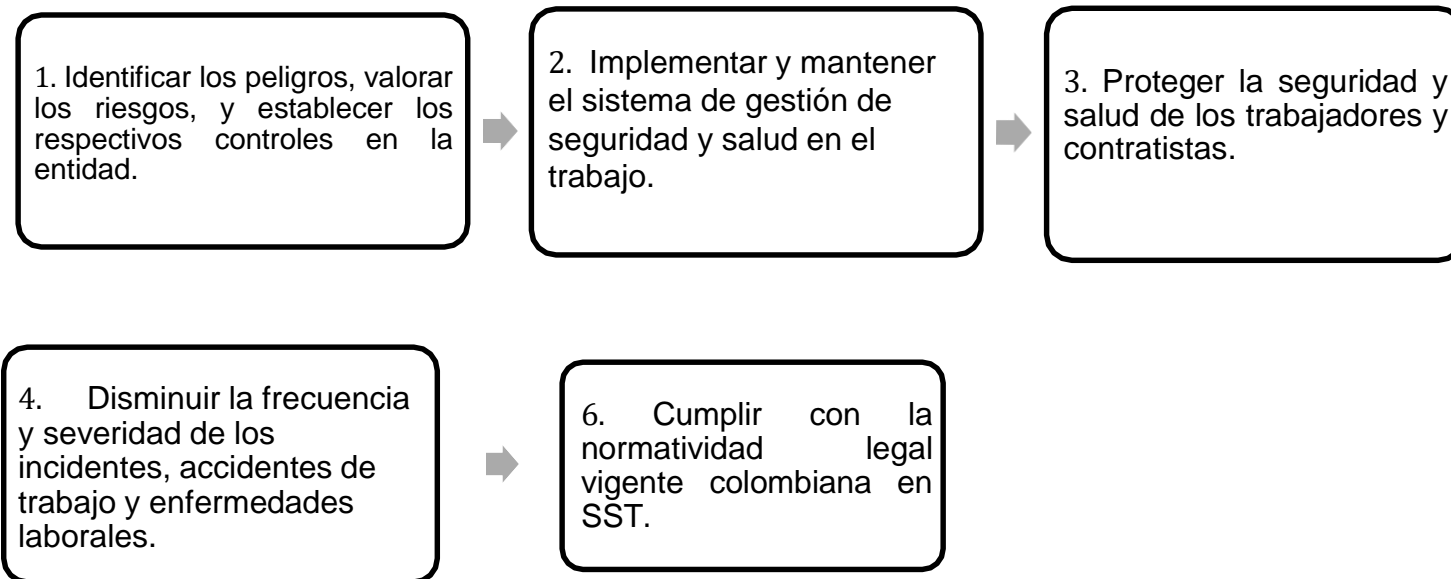 1. Identificar los peligros, valorar
los riesgos, y establecer los
respectivos controles en la
entidad.
2. Implementar y mantener
el sistema de gestión de
seguridad y salud en el
trabajo.
3. Proteger la seguridad y
salud de los trabajadores y
contratistas.
4. Disminuir la frecuencia
y severidad de los
incidentes, accidentes de
trabajo y enfermedades
laborales.
6. Cumplir con la
normatividad legal
vigente colombiana en
SST.